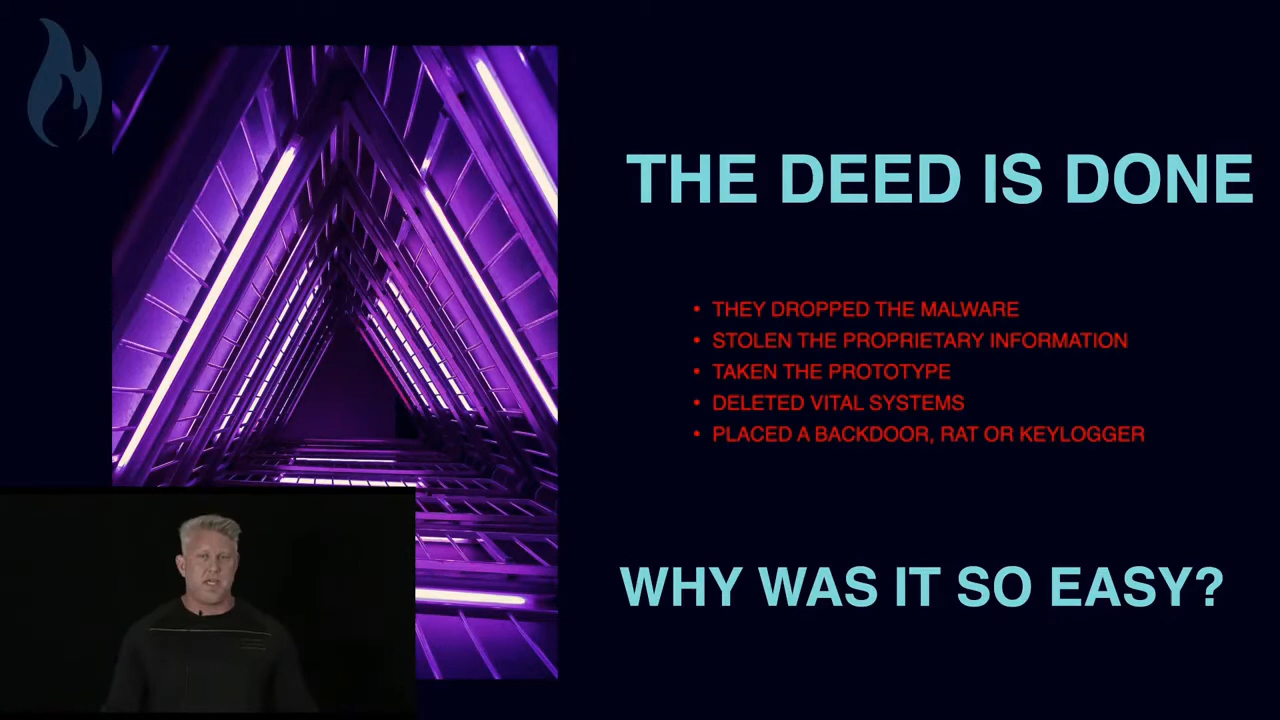 THE DEED IS DONE
• THEY DROPPED THE MALWARE
• STOLEN THE PROPRIETARY INFORMATION
• TAKEN THE PROTOTYPE
• DELETED VITAL SYSTEMS
• PLACED A BACKDOOR, RAT OR KEYLOGGER
WHY WAS IT SO EASY?